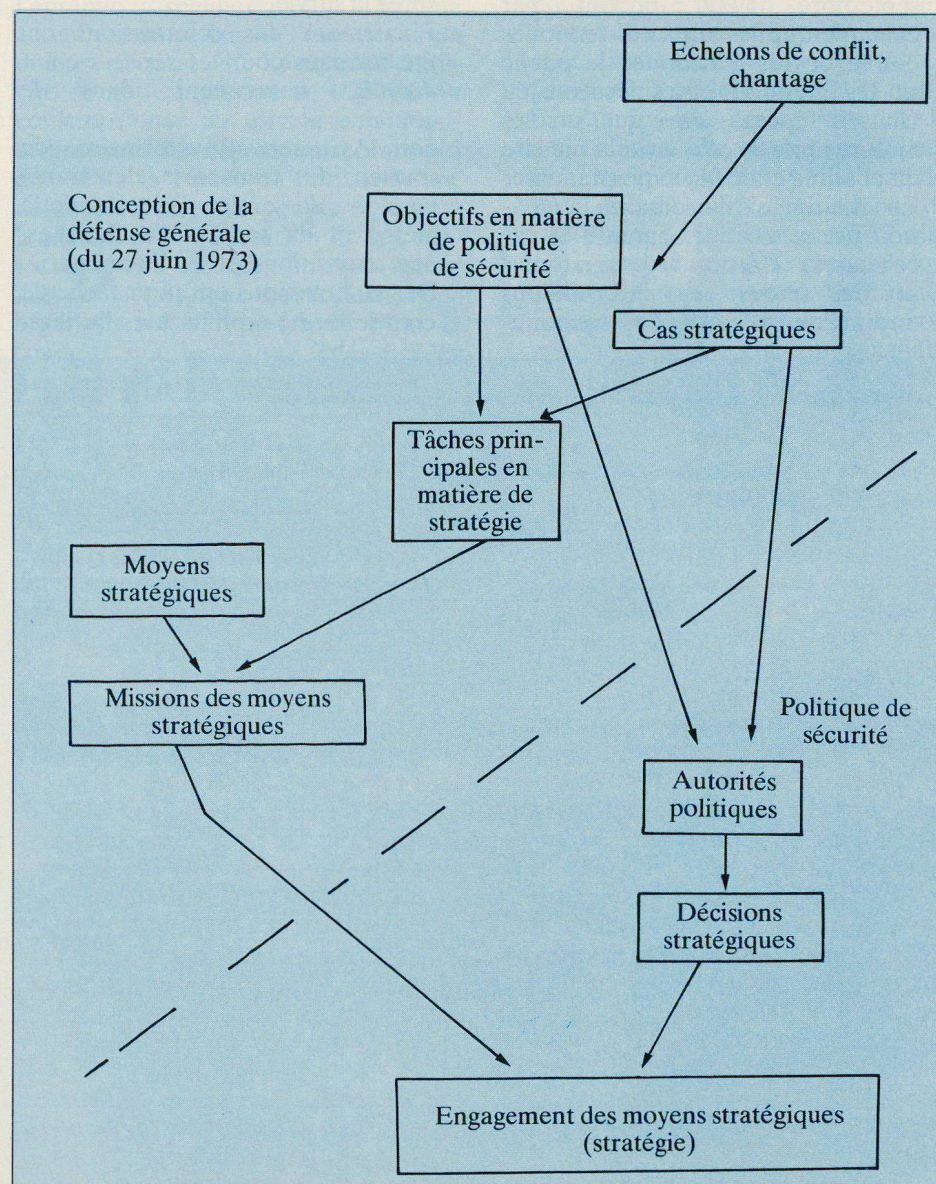 Echelons de conflit,
chantage
Conception de la
défense générale
(du 27 juin 1973)
Objectifs en matière
de politique
de sécurité
Cas stratégiques
Tâches prin-
cipales en
matière de
stratégie
Moyens
stratégiques
Missions des moyens
stratégiques
Politique de
sécurité
Autorités
politiques
Décisions
stratégiques
Engagement des moyens stratégiques
(stratégie)